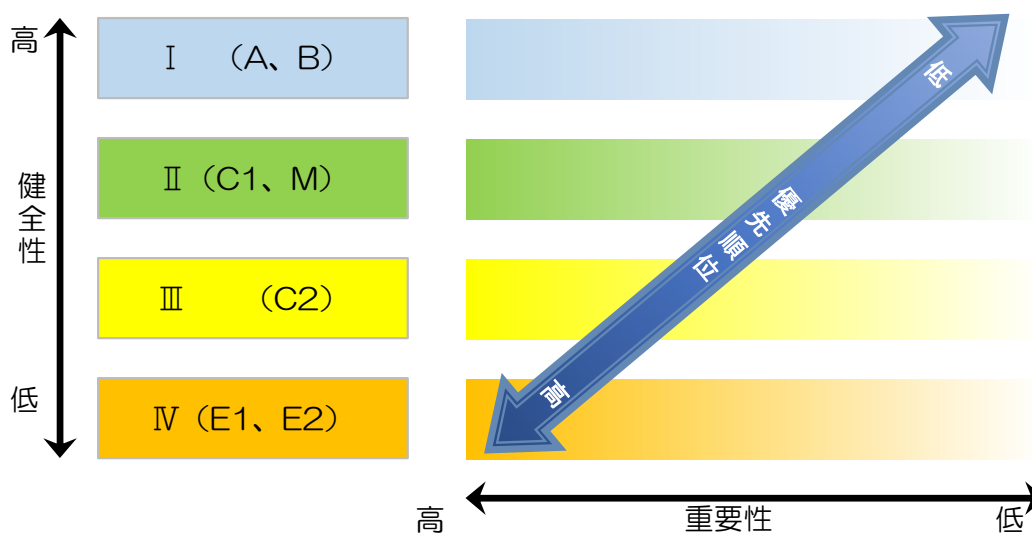 高
Ⅰ （A、B）
低
Ⅱ（C1、M）
健全性
優先順位
Ⅲ （C2）
低
高
Ⅳ（E1、E2）
高
重要性
低